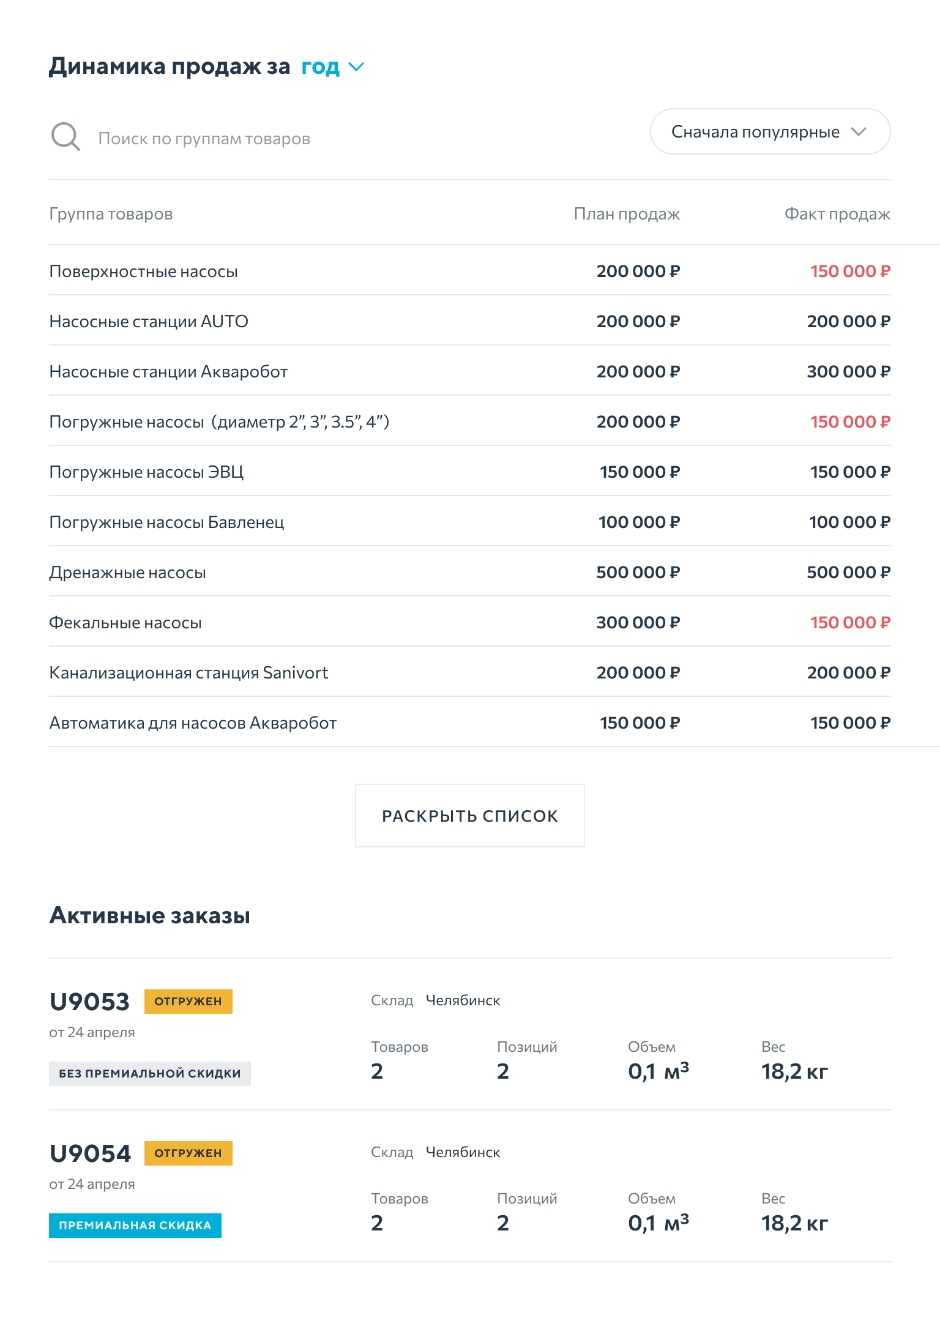 Динамика продаж за год
Поиск по группам товаров
Сначала популярные
Группа товаров План продаж Факт продаж
Поверхностные насосы 200 000 ₽ 150 000 ₽
Насосные станции AUTO 200 000 ₽ 200 000 ₽
Насосные станции Акваробот 200 000 ₽ 300 000 ₽
Погружные насосы (диаметр 2”, 3”, 3.5”, 4”) 200 000 ₽ 150 000 ₽
Погружные насосы ЭВЦ 150 000 ₽ 150 000 ₽
Погружные насосы Бавленец 100 000 ₽ 100 000 ₽
Дренажные насосы 500 000 ₽ 500 000 ₽
Фекальные насосы 300 000 ₽ 150 000 ₽
Канализационная станция Sanivort 200 000 ₽ 200 000 ₽
Автоматика для насосов Акваробот 150 000 ₽ 150 000 ₽
РАСКРЫТЬ СПИСОК
Активные заказы
U9053 ОТГРУЖЕН Склад Челябинск
от 24 апреля
Товаров Позиций Объем Вес
2 2 0,1 м³ 18,2 кг
БЕЗ ПРЕМИАЛЬНОЙ СКИДКИ
U9054 ОТГРУЖЕН Склад Челябинск
от 24 апреля
Товаров Позиций Объем Вес
2 2 0,1 м³ 18,2 кг
ПРЕМИАЛЬНАЯ СКИДКА